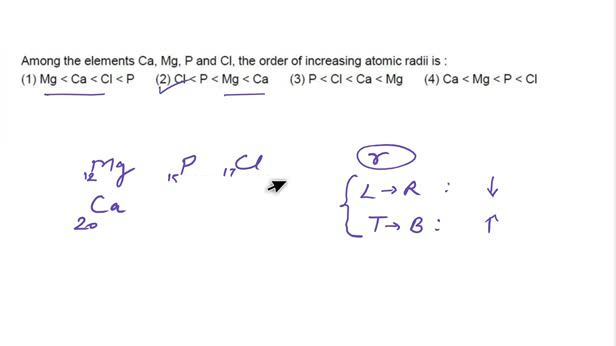 Among the elements Ca, Mg, P and Cl, the order of increasing atomic radii is :
(1) Mg < Ca < Cl < P (2) Cl < P < Mg < Ca (3) P < Cl < Ca < Mg (4) Ca < Mg < P < Cl
₁₂Mg ₁₅P ₁₇Cl r
L → R : ↓
₂₀Ca
T → B : ↑